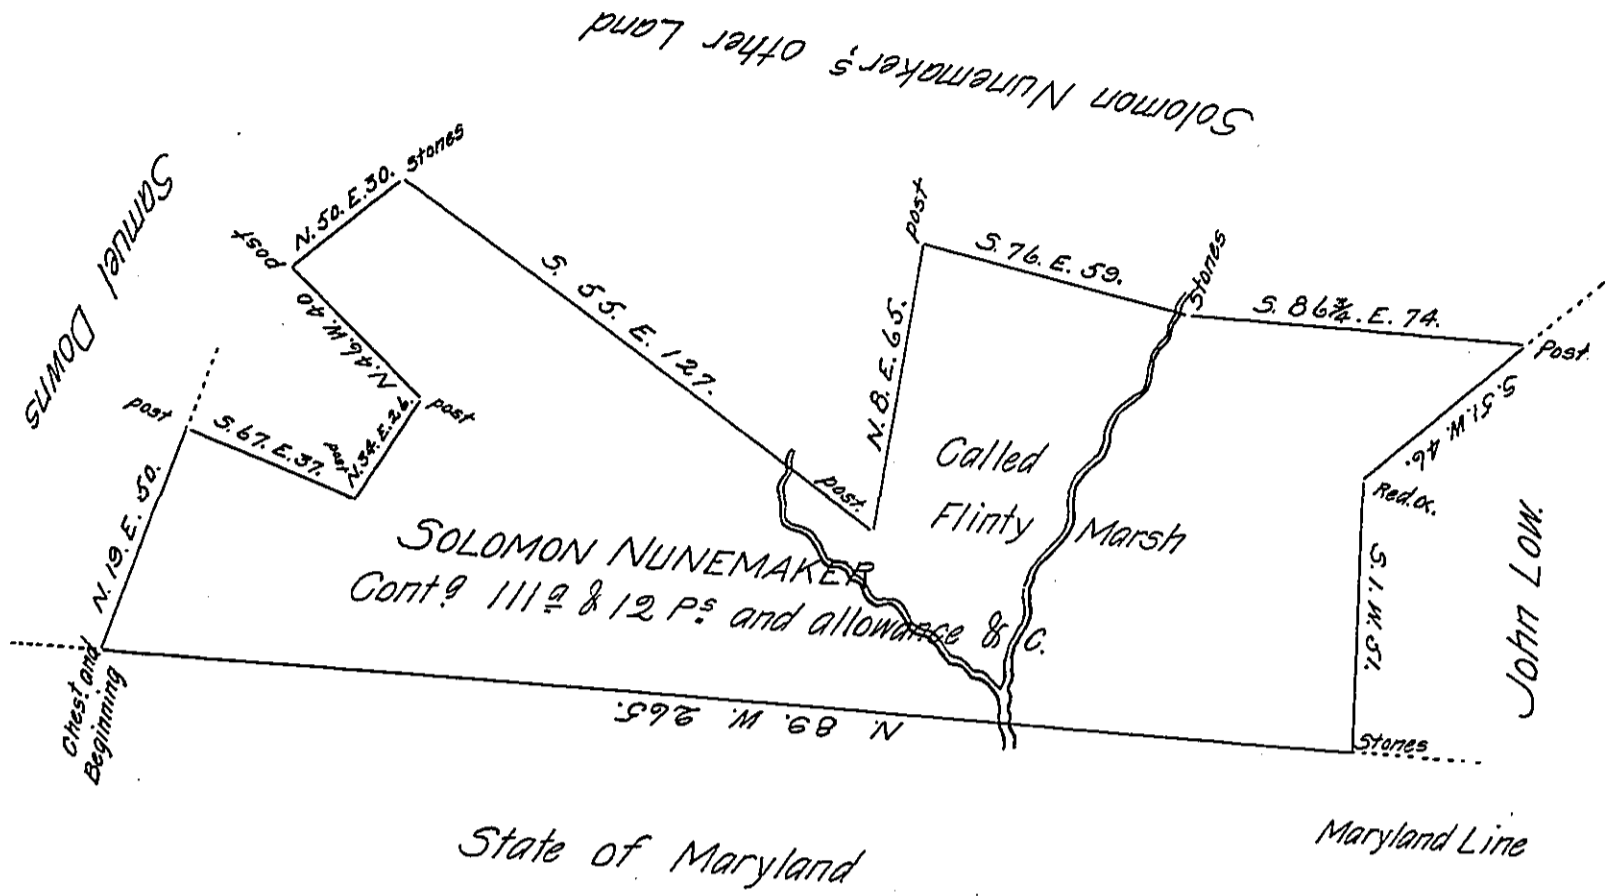 Solomon Nunemaker,s other Land
Samuel Downs
Stones
N. 50. E. 30.
post
N. 46. W. 40
post
S. 55. E. 127.
post
S. 76. E. 59.
Stones
S. 86¾. E. 74.
Post.
S. 51. W. 46.
Red.o.
N. 8. E. 65.
post
S. 67. E. 37.
post
N. 34. E. 26.
post.
N. 19. E. 50.
Called
Flinty Marsh
SOLOMON NUNEMAKER
Contg 111a & 12 Ps and allowance & C.
S. 1. W. 51.
John Low.
Chest. and
Beginning
N. 89. W. 265.
Stones
State of Maryland
Maryland Line